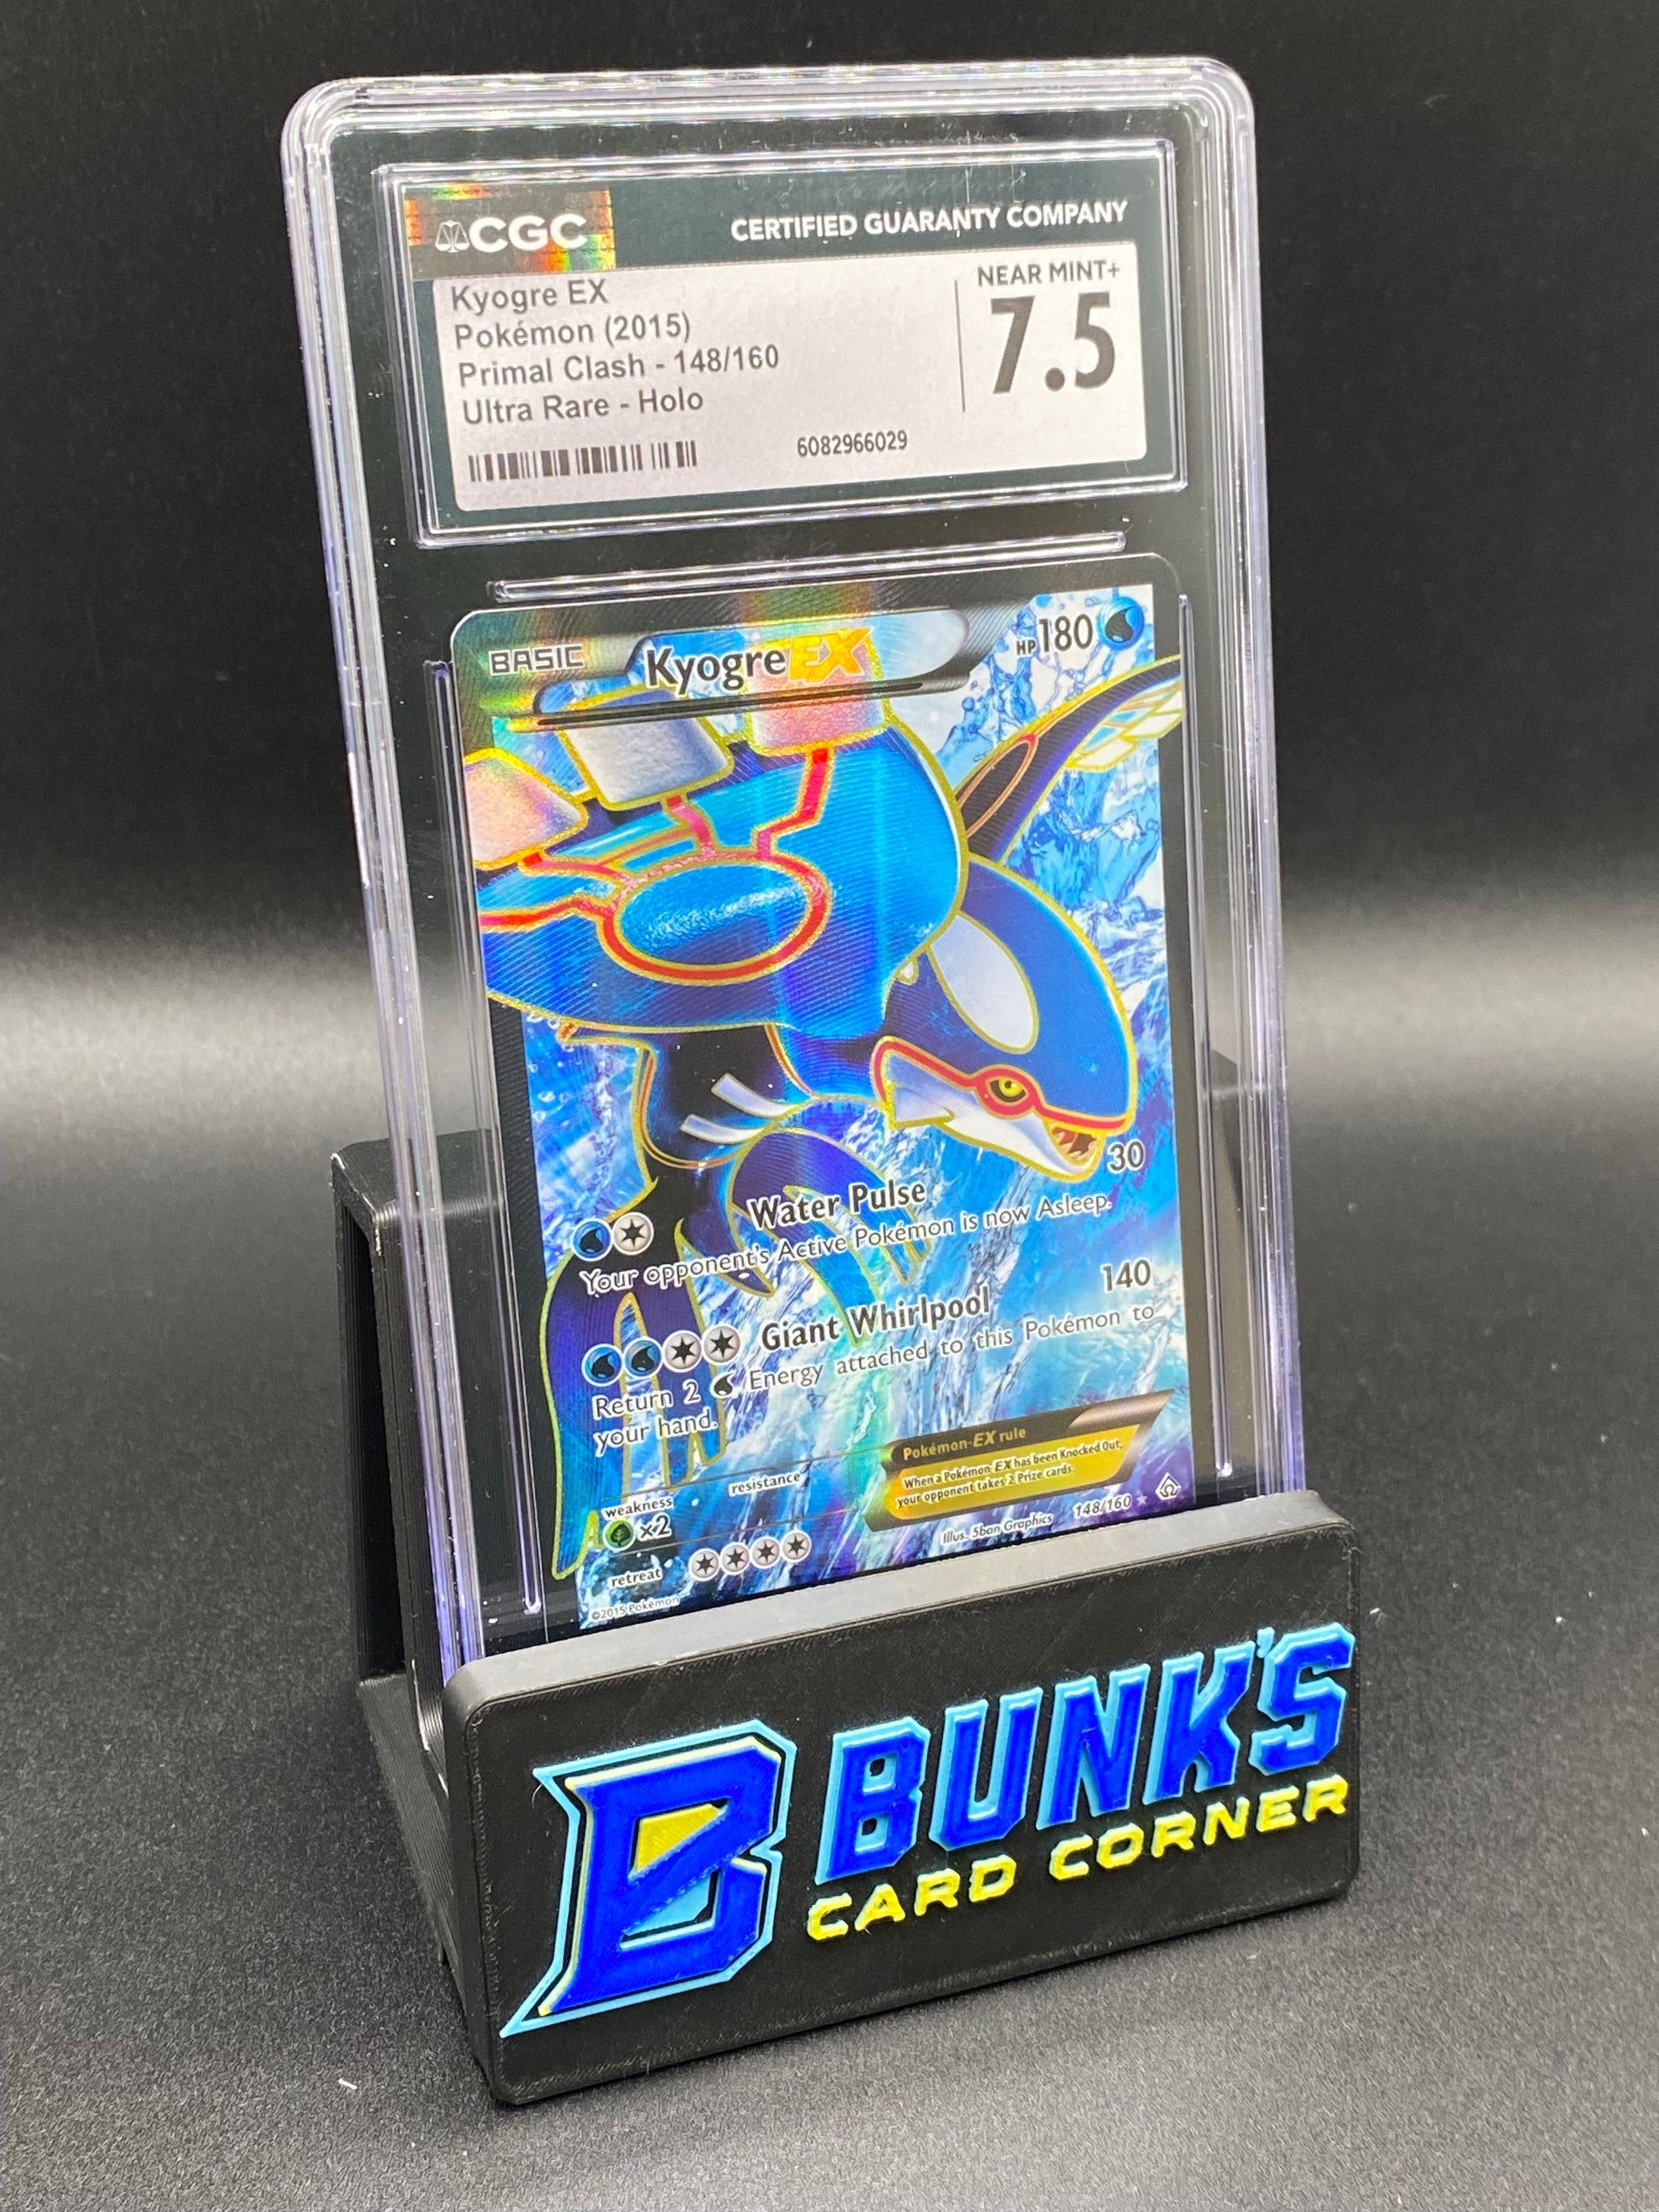 CGC
CERTIFIED GUARANTY COMPANY
Kyogre EX
Pokémon (2015)
Primal Clash - 148/160
Ultra Rare - Holo
6082966029
NEAR MINT+
7.5
BASIC
Kyogre EX
HP 180
Water Pulse 30
Your opponent's Active Pokémon is now Asleep.
Giant Whirlpool 140
Return 2 Energy attached to this Pokémon to
your hand.
Pokémon-EX rule
When a Pokémon-EX has been Knocked Out,
your opponent takes 2 Prize cards.
weakness
×2
resistance
retreat
Illus. 5ban Graphics
148/160
©2015 Pokémon
B
BUNK'S
CARD CORNER